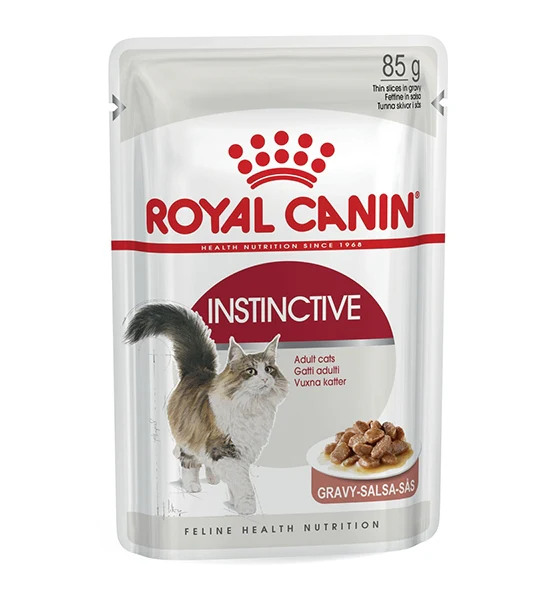 85 g
Thin slices in gravy
Fettine in salsa
Tunna skivor i sås
ROYAL CANIN®
HEALTH NUTRITION SINCE 1968
INSTINCTIVE
Adult cats
Gatti adulti
Vuxna katter
GRAVY-SALSA-SÅS
FELINE HEALTH NUTRITION